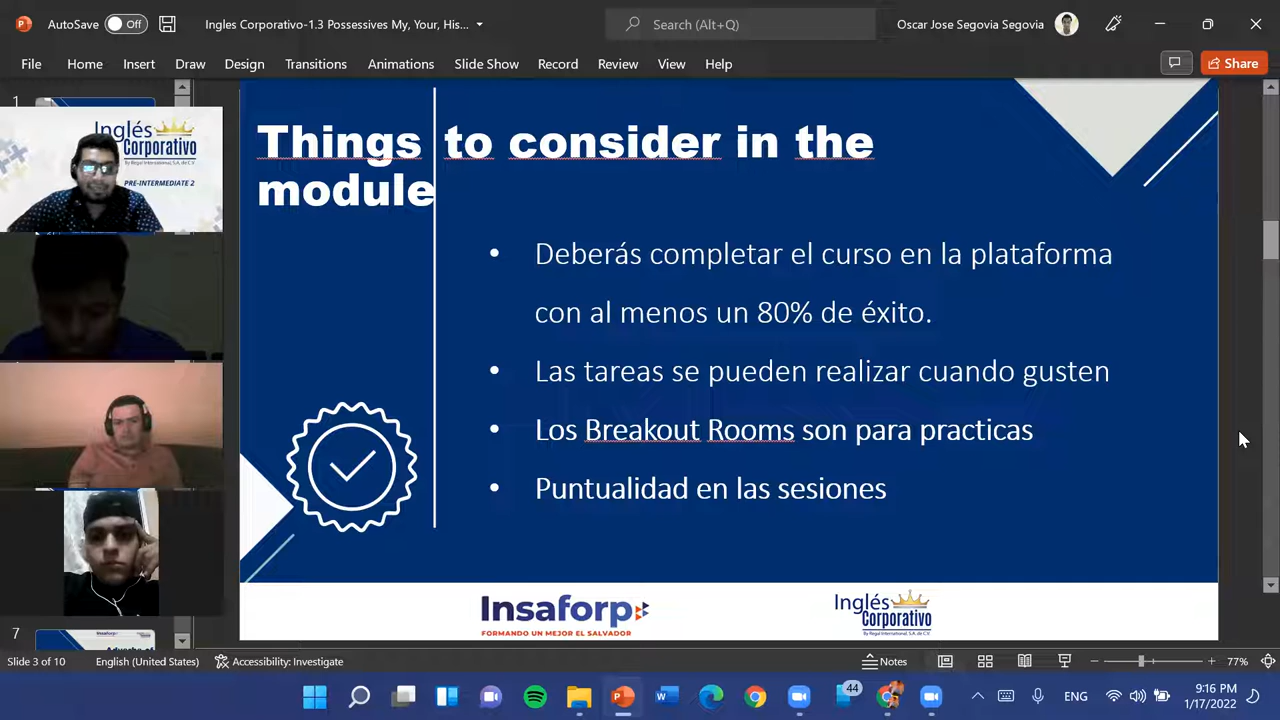 AutoSave Off Ingles Corporativo-1.3 Possessives My, Your, His... Search (Alt+Q) Oscar Jose Segovia Segovia
File Home Insert Draw Design Transitions Animations Slide Show Record Review View Help Share
1
Inglés
Corporativo
By Regal International, S.A. de C.V.
PRE-INTERMEDIATE 2
Things to consider in the
module
• Deberás completar el curso en la plataforma
con al menos un 80% de éxito.
• Las tareas se pueden realizar cuando gusten
• Los Breakout Rooms son para practicas
• Puntualidad en las sesiones
Insaforp
FORMANDO UN MEJOR EL SALVADOR
Inglés
Corporativo
By Regal International, S.A. de C.V.
7
Adverbs of
Slide 3 of 10 English (United States) Accessibility: Investigate Notes 77%
44 ENG 9:16 PM
1/17/2022